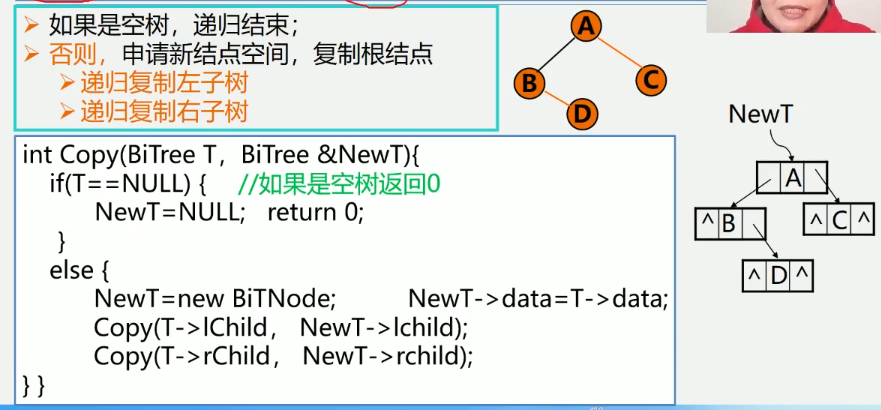 ➢ 如果是空树，递归结束；
➢ 否则，申请新结点空间，复制根结点
➢递归复制左子树
➢递归复制右子树
A
B
C
D
int Copy(BiTree T，BiTree &NewT){
if(T==NULL) { //如果是空树返回0
NewT=NULL; return 0;
}
else {
NewT=new BiTNode; NewT->data=T->data;
Copy(T->lChild， NewT->lchild);
Copy(T->rChild， NewT->rchild);
} }
NewT
A
^ B
^ C ^
^ D ^